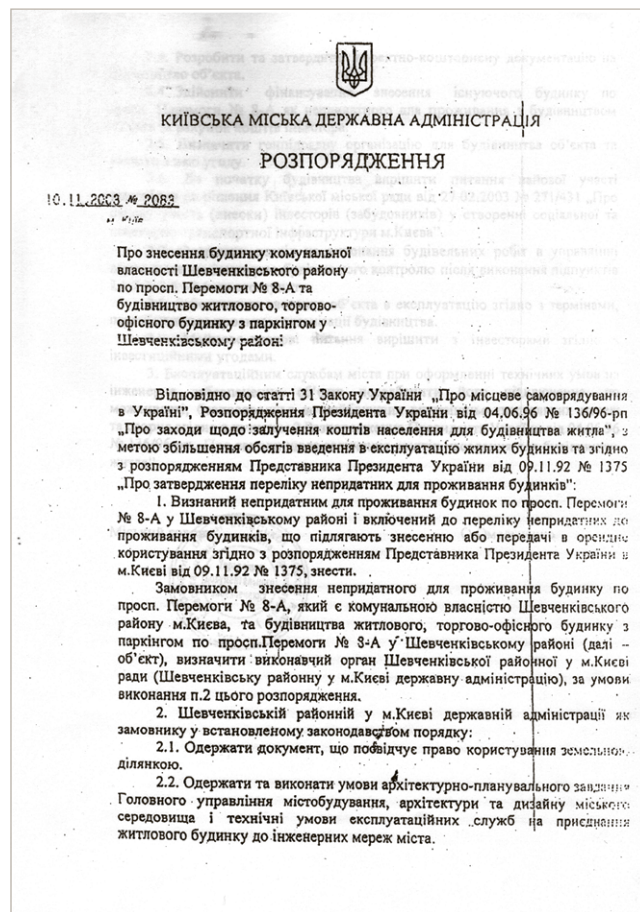 КИЇВСЬКА МІСЬКА ДЕРЖАВНА АДМІНІСТРАЦІЯ
РОЗПОРЯДЖЕННЯ
10.11.2003 № 2083
м. Київ
Про знесення будинку комунальної
власності Шевченківського району
по просп. Перемоги № 8-А та
будівництво житлового, торгово-
офісного будинку з паркінгом у
Шевченківському районі
Відповідно до статті 31 Закону України „Про місцеве самоврядування
в Україні”, Розпорядження Президента України від 04.06.96 № 136/96-рп
„Про заходи щодо залучення коштів населення для будівництва житла”, з
метою збільшення обсягів введення в експлуатацію жилих будинків та згідно
з розпорядженням Представника Президента України від 09.11.92 № 1375
„Про затвердження переліку непридатних для проживання будинків”:
1. Визнаний непридатним для проживання будинок по просп. Перемоги
№ 8-А у Шевченківському районі і включений до переліку непридатних до
проживання будинків, що підлягають знесенню або передачі в орендне
користування згідно з розпорядженням Представника Президента України в
м.Києві від 09.11.92 № 1375, знести.
Замовником знесення непридатного для проживання будинку по
просп. Перемоги № 8-А, який є комунальною власністю Шевченківського
району м.Києва, та будівництва житлового, торгово-офісного будинку з
паркінгом по просп.Перемоги № 8-А у Шевченківському районі (далі –
об’єкт), визначити виконавчий орган Шевченківської районної у м.Києві
ради (Шевченківську районну у м.Києві державну адміністрацію), за умови
виконання п.2 цього розпорядження.
2. Шевченківській районній у м.Києві державній адміністрації як
замовнику у встановленому законодавством порядку:
2.1. Одержати документ, що посвідчує право користування земельною
ділянкою.
2.2. Одержати та виконати умови архітектурно-планувального завдання
Головного управління містобудування, архітектури та дизайну міського
середовища і технічні умови експлуатаційних служб на приєднання
житлового будинку до інженерних мереж міста.